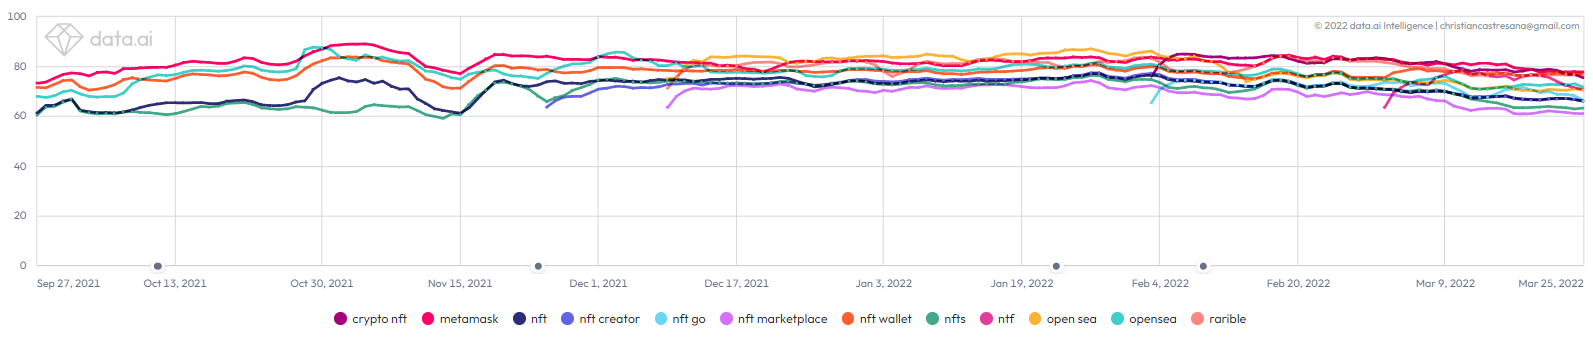 100
© 2022 data.ai Intelligence | christiancastresana@gmail.com
data.ai
80
60
40
20
0
Sep 27, 2021 Oct 13, 2021 Oct 30, 2021 Nov 15, 2021 Dec 1, 2021 Dec 17, 2021 Jan 3, 2022 Jan 19, 2022 Feb 4, 2022 Feb 20, 2022 Mar 9, 2022 Mar 25, 2022
crypto nft metamask nft nft creator nft go nft marketplace nft wallet nfts ntf open sea opensea rarible